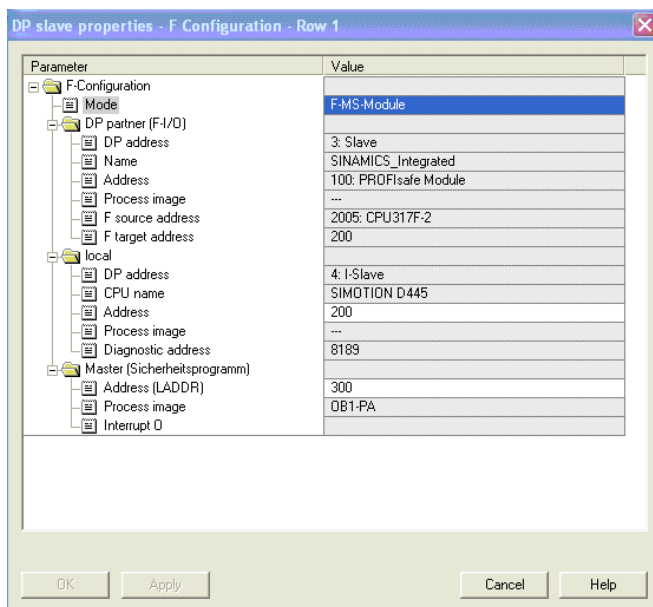 DP slave properties - F Configuration - Row 1
Parameter Value
F-Configuration
Mode F-MS-Module
DP partner (F-I/O)
DP address 3: Slave
Name SINAMICS_Integrated
Address 100: PROFIsafe Module
Process image ---
F source address 2005: CPU317F-2
F target address 200
local
DP address 4: I-Slave
CPU name SIMOTION D445
Address 200
Process image ---
Diagnostic address 8189
Master (Sicherheitsprogramm)
Address (LADDR) 300
Process image OB1-PA
Interrupt O
OK Apply Cancel Help